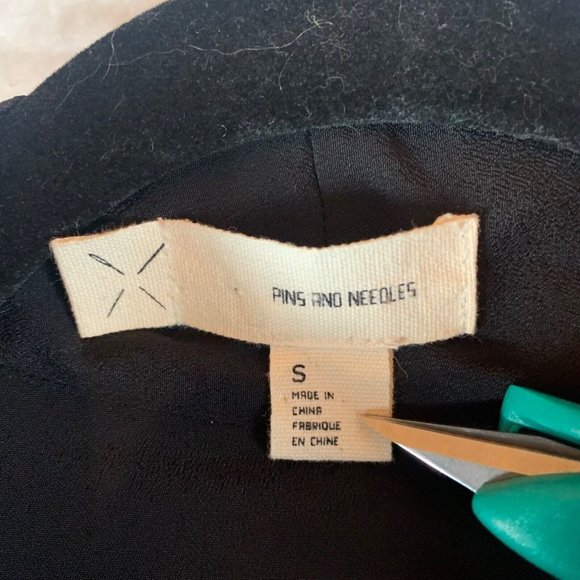 PINS AND NEEDLES
S
MADE IN
CHINA
FABRIQUE
EN CHINE